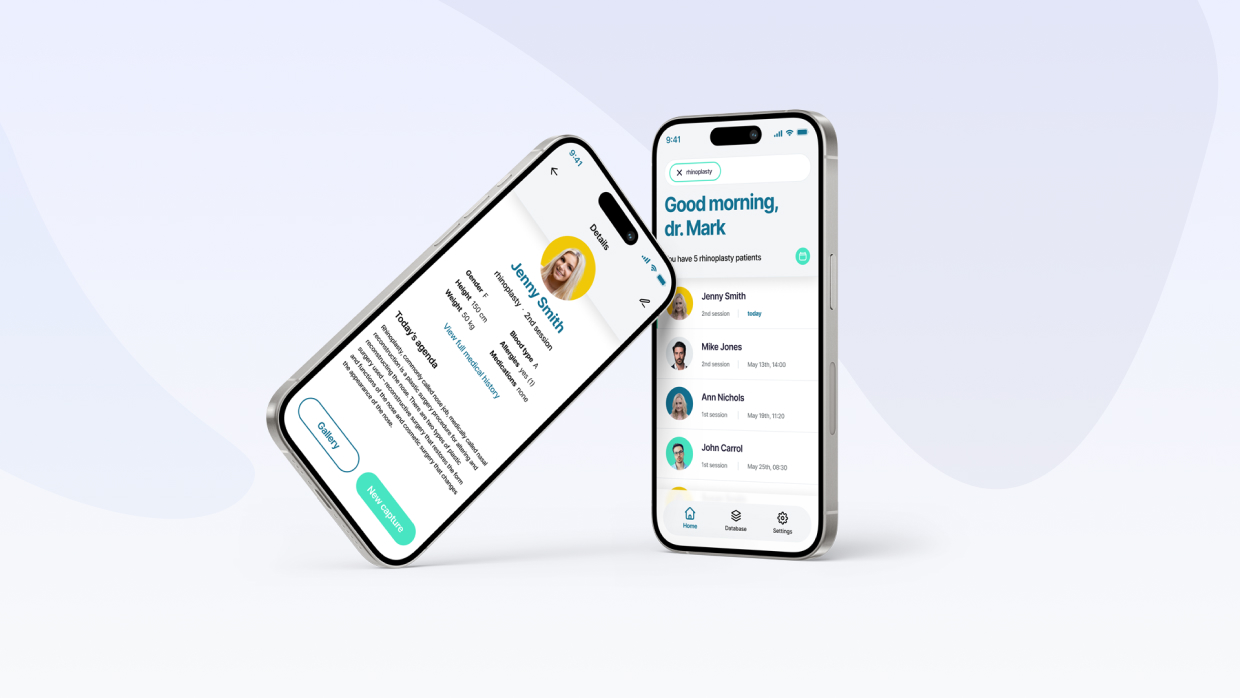 9:41
Details
Jenny Smith
rhinoplasty · 2nd session
Gender F
Height 150 cm
Weight 50 kg
Blood type A
Allergies yes (1)
Medications none
View full medical history
Today's agenda
Rhinoplasty, commonly called nose job, medically called nasal
reconstruction is a plastic surgery procedure for altering and
reconstructing the nose. There are two types of plastic
surgery used – reconstructive surgery that restores the form
and functions of the nose and cosmetic surgery that changes
the appearance of the nose.
Gallery
New capture
9:41
rhinoplasty
Good morning,
dr. Mark
ou have 5 rhinoplasty patients
Jenny Smith
2nd session today
Mike Jones
2nd session May 13th, 14:00
Ann Nichols
1st session May 19th, 11:20
John Carrol
1st session May 25th, 08:30
Home
Database
Settings